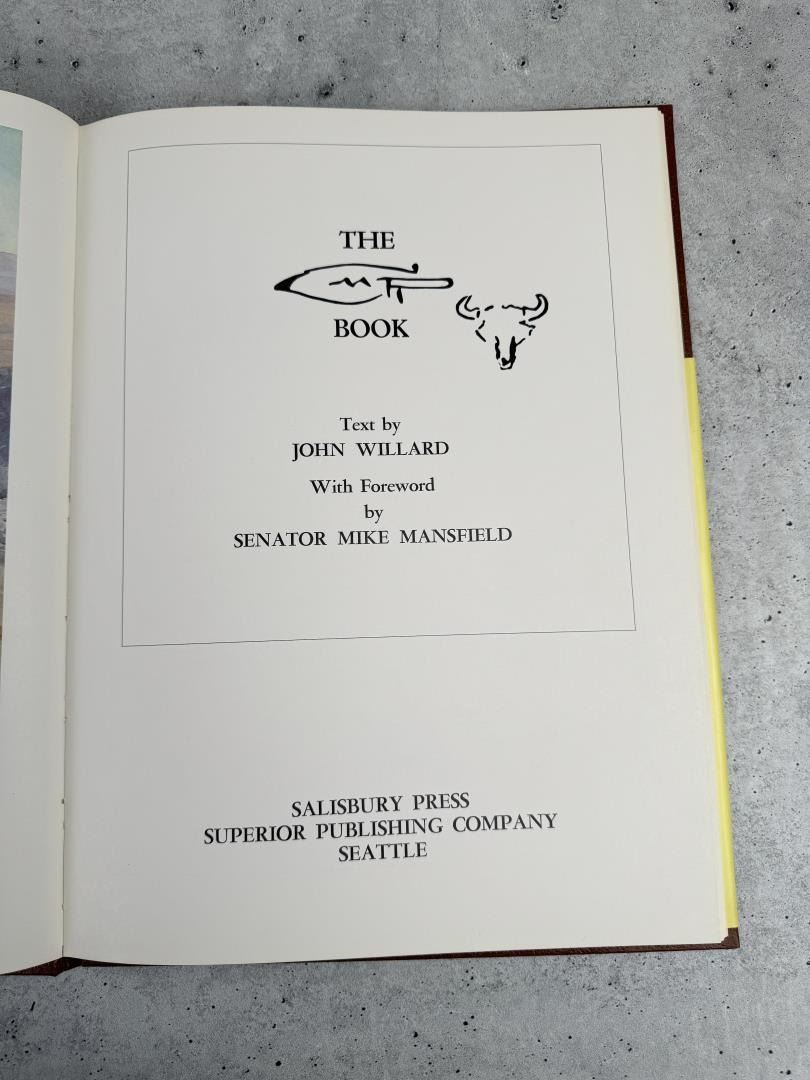 THE
BOOK
Text by
JOHN WILLARD
With Foreword
by
SENATOR MIKE MANSFIELD
SALISBURY PRESS
SUPERIOR PUBLISHING COMPANY
SEATTLE